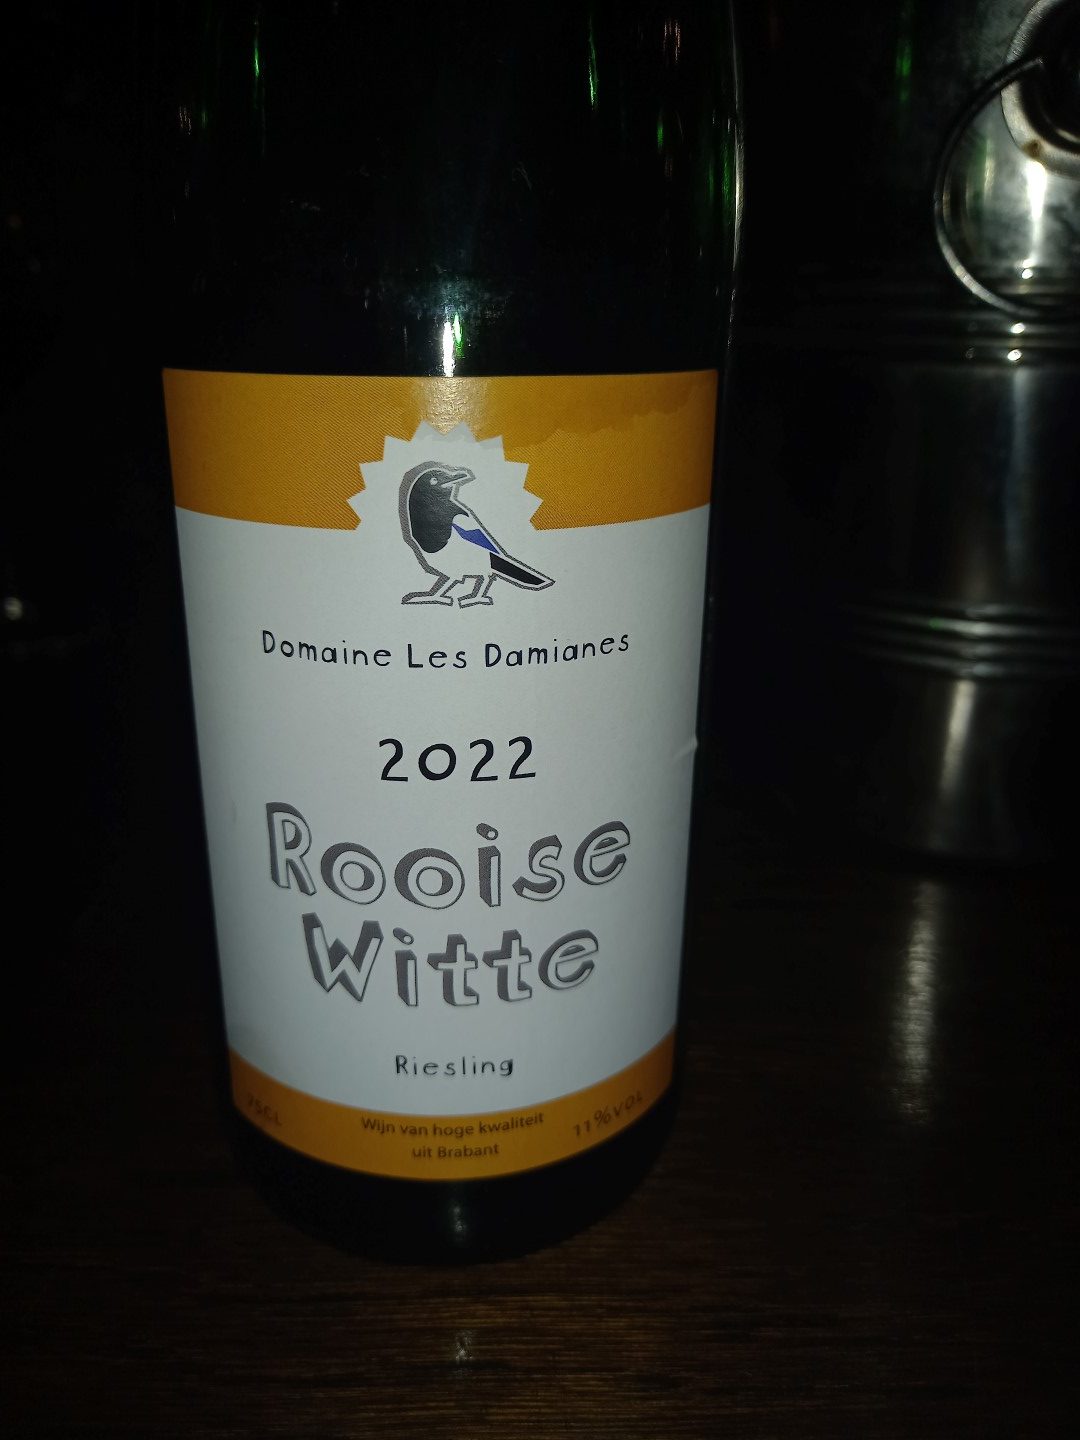 Domaine Les Damianes
2022
Rooise
Witte
Riesling
75CL
Wijn van hoge kwaliteit
uit Brabant
11%VOL